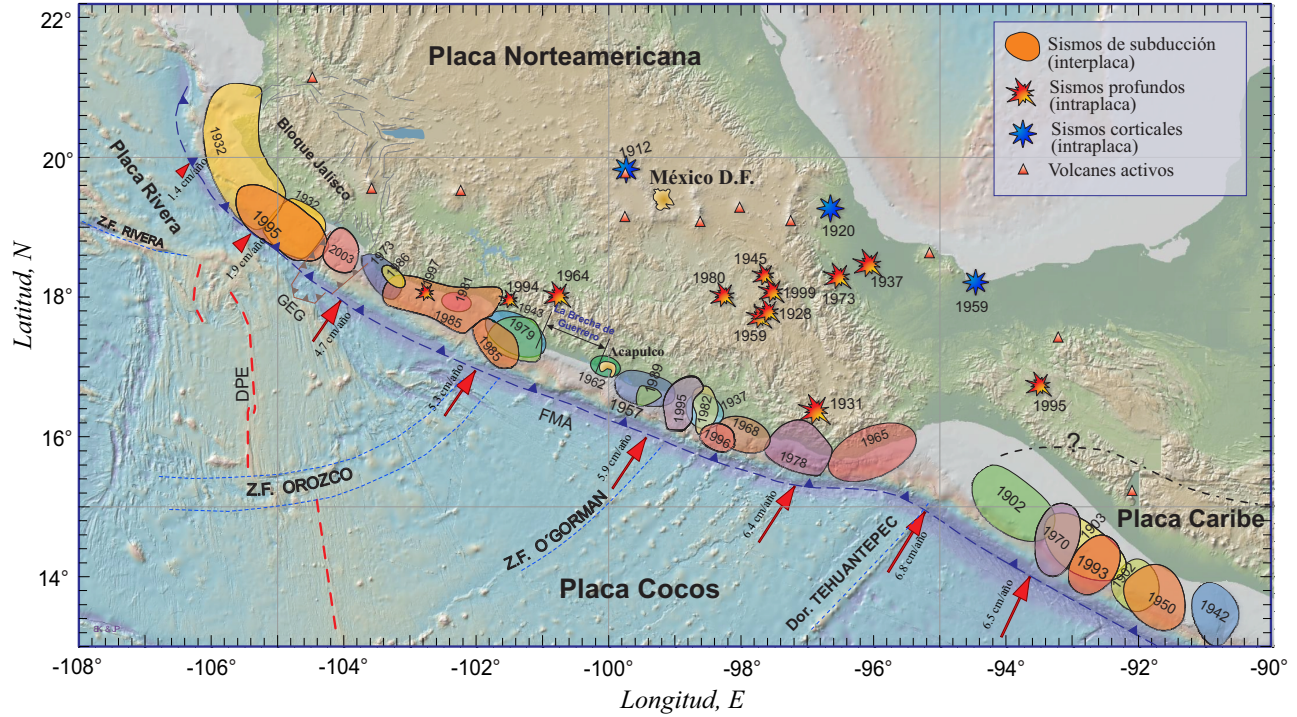 22°
20°
18°
16°
14°
Latitud, N
-108°
-106°
-104°
-102°
-100°
-98°
-96°
-94°
-92°
-90°
Longitud, E
Placa Norteamericana
Sismos de subducción
(interplaca)
Sismos profundos
(intraplaca)
Sismos corticales
(intraplaca)
Volcanes activos
Placa Rivera
Bloque Jalisco
Z.F. RIVERA
1.4 cm/año
1.9 cm/año
4.7 cm/año
5.3 cm/año
5.9 cm/año
6.4 cm/año
6.8 cm/año
6.5 cm/año
1932
1932
1995
2003
1973
1986
1997
1981
1985
1994
1943
1979
1985
1964
La Brecha de
Guerrero
Acapulco
1962
1957
1989
1995
1982
1937
1996
1968
1978
1965
1931
1912
México D.F.
1920
1945
1980
1999
1928
1959
1973
1937
1959
1995
?
Placa Caribe
1902
1970
1903
1993
1902
1950
1942
GEG
DPE
FMA
Z.F. OROZCO
Z.F. O'GORMAN
Dor. TEHUANTEPEC
Placa Cocos